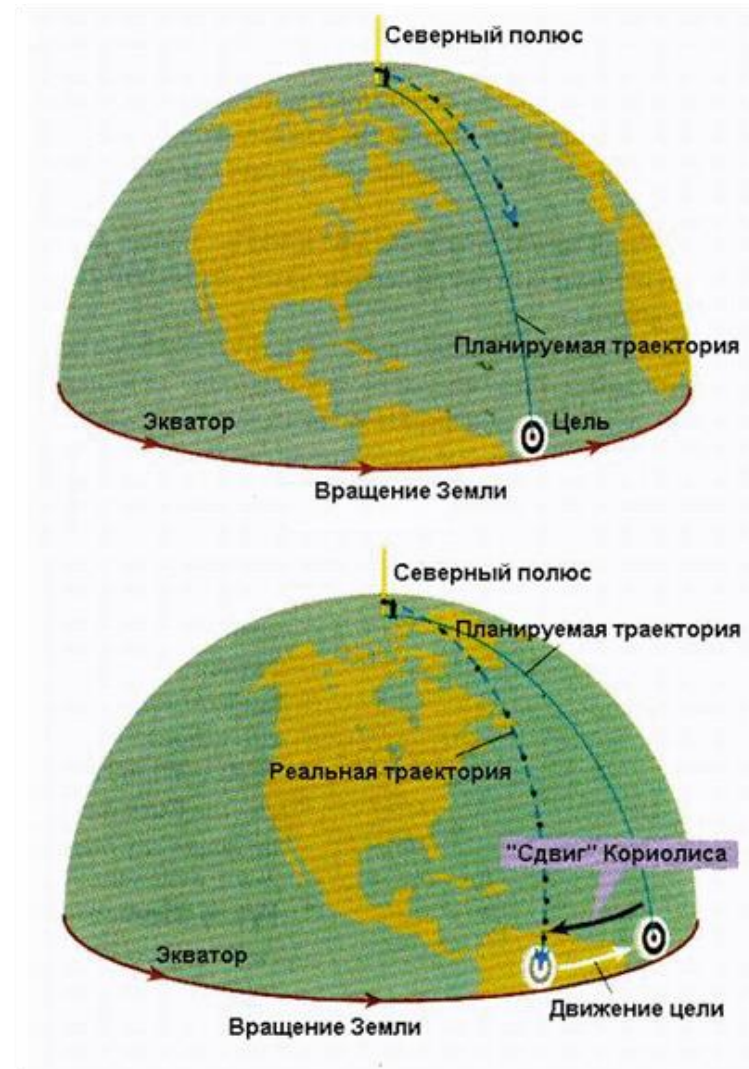 Северный полюс
Планируемая траектория
Экватор
Цель
Вращение Земли
Северный полюс
Планируемая траектория
Реальная траектория
"Сдвиг" Кориолиса
Экватор
Движение цели
Вращение Земли